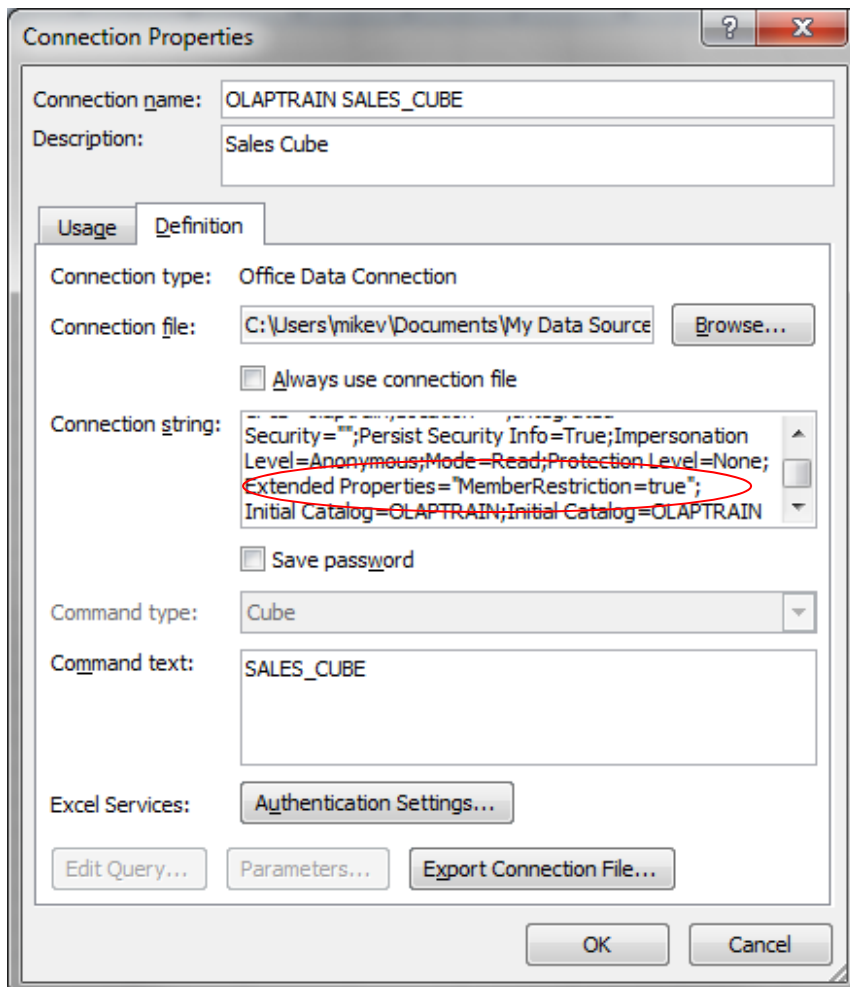 Connection Properties
Connection name: OLAPTRAIN SALES_CUBE
Description: Sales Cube
Usage Definition
Connection type: Office Data Connection
Connection file: C:\Users\mikev\Documents\My Data Source Browse...
Always use connection file
Connection string:
Security="";Persist Security Info=True;Impersonation
Level=Anonymous;Mode=Read;Protection Level=None;
Extended Properties="MemberRestriction=true";
Initial Catalog=OLAPTRAIN;Initial Catalog=OLAPTRAIN
Save password
Command type: Cube
Command text: SALES_CUBE
Excel Services: Authentication Settings...
Edit Query... Parameters... Export Connection File...
OK Cancel